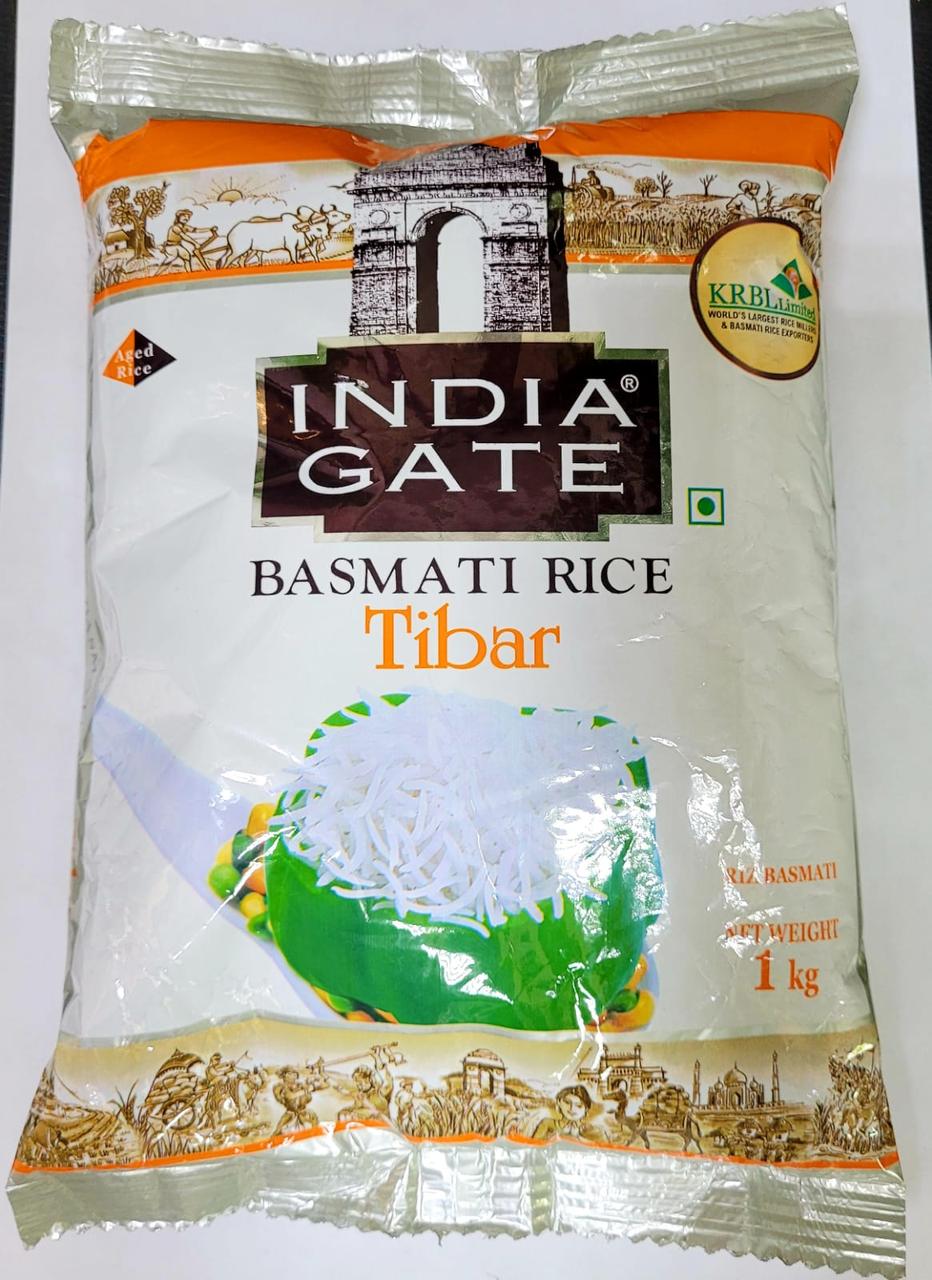 KRBL Limited
WORLD'S LARGEST RICE MILLERS
& BASMATI RICE EXPORTERS
Aged
Rice
INDIA®
GATE
BASMATI RICE
Tibar
RIZ BASMATI
NET WEIGHT
1 kg